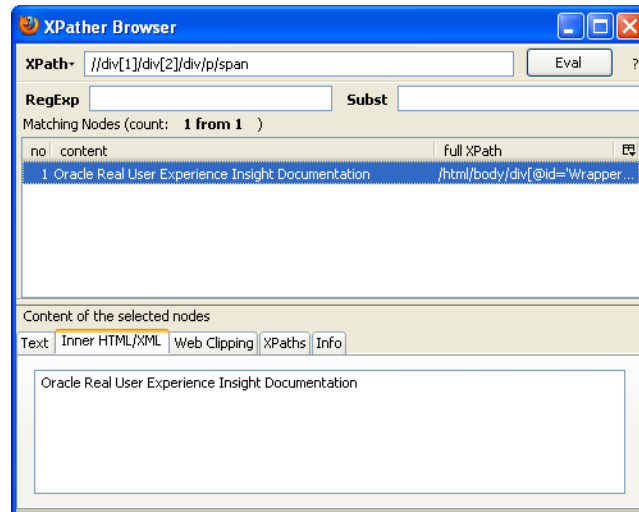 XPather Browser
XPath //div[1]/div[2]/div/p/span Eval ?
RegExp Subst
Matching Nodes (count: 1 from 1 )
no content full XPath
1 Oracle Real User Experience Insight Documentation /html/body/div[@id='Wrapper...
Content of the selected nodes
Text Inner HTML/XML Web Clipping XPaths Info
Oracle Real User Experience Insight Documentation